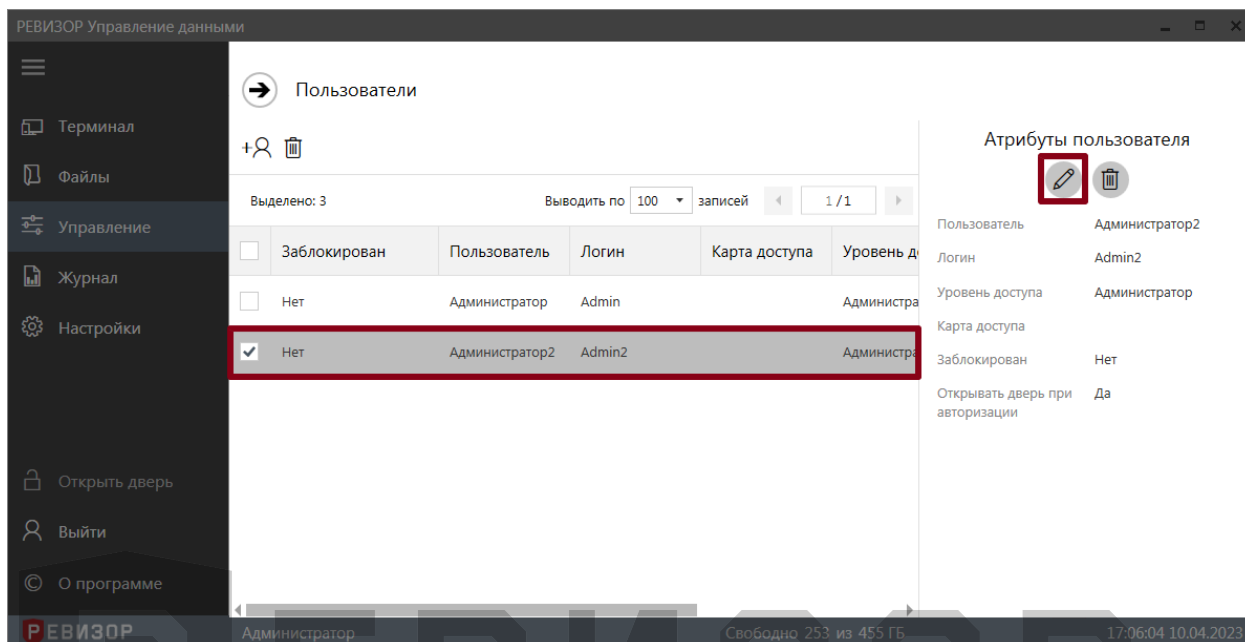 РЕВИЗОР Управление данными
Терминал
Файлы
Управление
Журнал
Настройки
Открыть дверь
Выйти
О программе
РЕВИЗОР
Пользователи
Выделено: 3 Выводить по 100 записей 1 /1
Заблокирован Пользователь Логин Карта доступа Уровень д
Нет Администратор Admin Администра
Нет Администратор2 Admin2 Администра
Атрибуты пользователя
Пользователь Администратор2
Логин Admin2
Уровень доступа Администратор
Карта доступа
Заблокирован Нет
Открывать дверь при Да
авторизации
Администратор Свободно 253 из 455 ГБ 17:06:04 10.04.2023